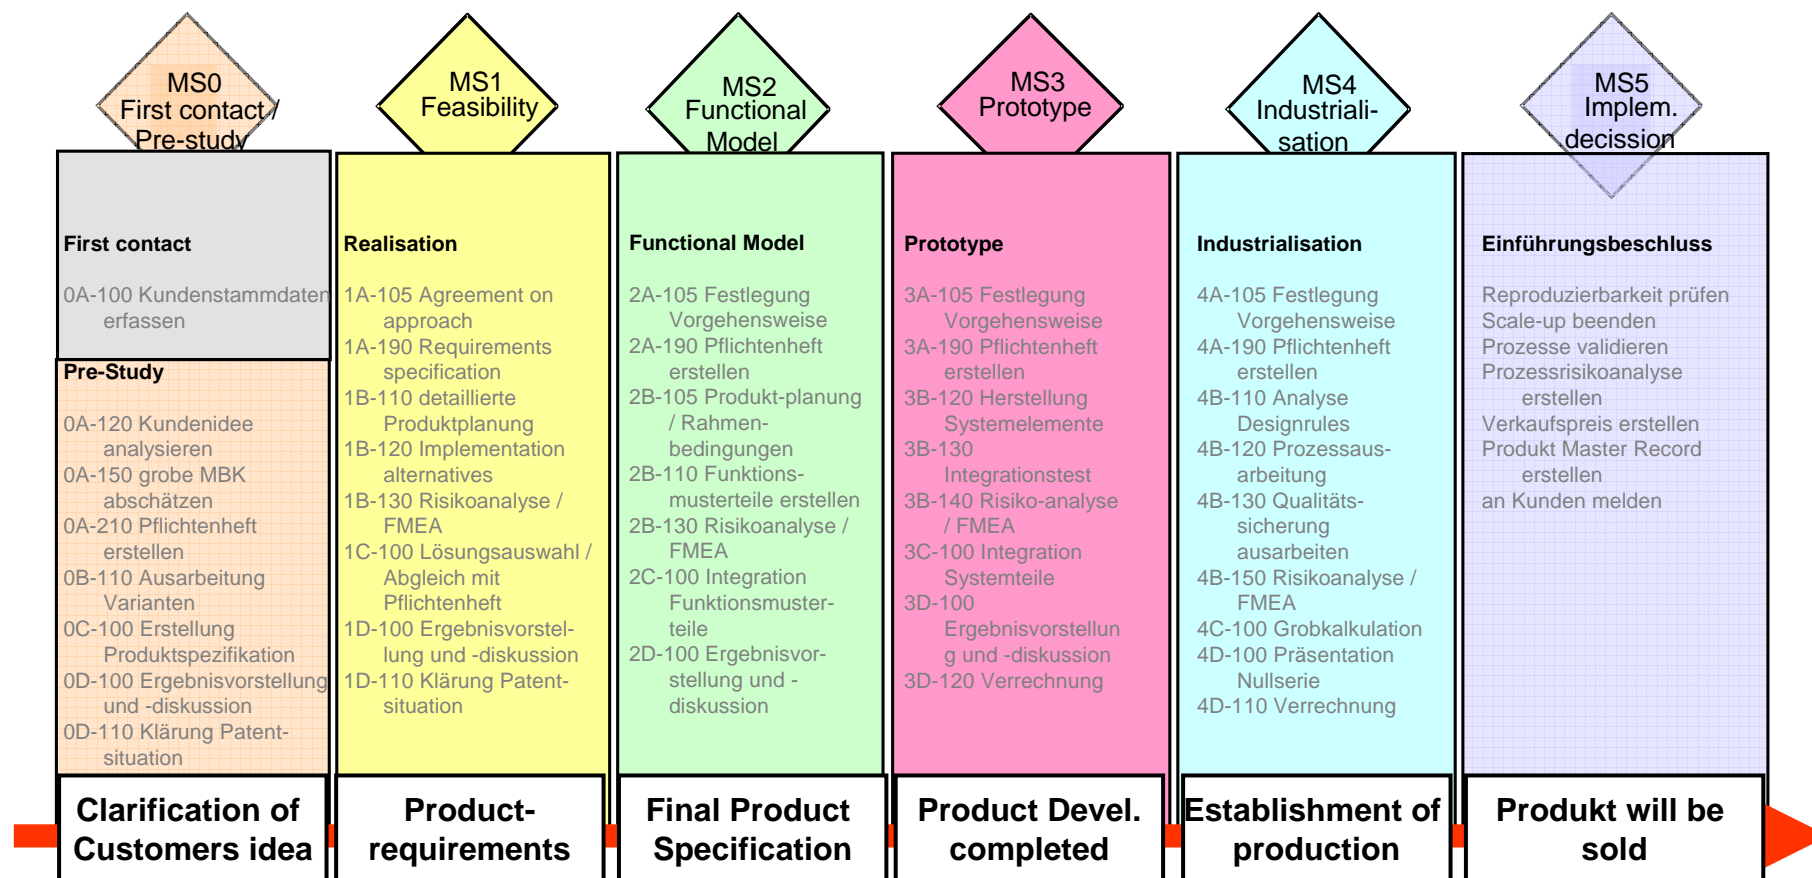 MS0
First contact /
Pre-study
First contact
0A-100 Kundenstammdaten
erfassen
Pre-Study
0A-120 Kundenidee
analysieren
0A-150 grobe MBK
abschätzen
0A-210 Pflichtenheft
erstellen
0B-110 Ausarbeitung
Varianten
0C-100 Erstellung
Produktspezifikation
0D-100 Ergebnisvorstellung
und -diskussion
0D-110 Klärung Patent-
situation
Clarification of
Customers idea
MS1
Feasibility
Realisation
1A-105 Agreement on
approach
1A-190 Requirements
specification
1B-110 detaillierte
Produktplanung
1B-120 Implementation
alternatives
1B-130 Risikoanalyse /
FMEA
1C-100 Lösungsauswahl /
Abgleich mit
Pflichtenheft
1D-100 Ergebnisvorstel-
lung und -diskussion
1D-110 Klärung Patent-
situation
Product-
requirements
MS2
Functional
Model
Functional Model
2A-105 Festlegung
Vorgehensweise
2A-190 Pflichtenheft
erstellen
2B-105 Produkt-planung
/ Rahmen-
bedingungen
2B-110 Funktions-
musterteile erstellen
2B-130 Risikoanalyse /
FMEA
2C-100 Integration
Funktionsmuster-
teile
2D-100 Ergebnisvor-
stellung und -
diskussion
Final Product
Specification
MS3
Prototype
Prototype
3A-105 Festlegung
Vorgehensweise
3A-190 Pflichtenheft
erstellen
3B-120 Herstellung
Systemelemente
3B-130
Integrationstest
3B-140 Risiko-analyse
/ FMEA
3C-100 Integration
Systemteile
3D-100
Ergebnisvorstellun
g und -diskussion
3D-120 Verrechnung
Product Devel.
completed
MS4
Industriali-
sation
Industrialisation
4A-105 Festlegung
Vorgehensweise
4A-190 Pflichtenheft
erstellen
4B-110 Analyse
Designrules
4B-120 Prozessaus-
arbeitung
4B-130 Qualitäts-
sicherung
ausarbeiten
4B-150 Risikoanalyse /
FMEA
4C-100 Grobkalkulation
4D-100 Präsentation
Nullserie
4D-110 Verrechnung
Establishment of
production
MS5
Implem.
decission
Einführungsbeschluss
Reproduzierbarkeit prüfen
Scale-up beenden
Prozesse validieren
Prozessrisikoanalyse
erstellen
Verkaufspreis erstellen
Produkt Master Record
erstellen
an Kunden melden
Produkt will be
sold